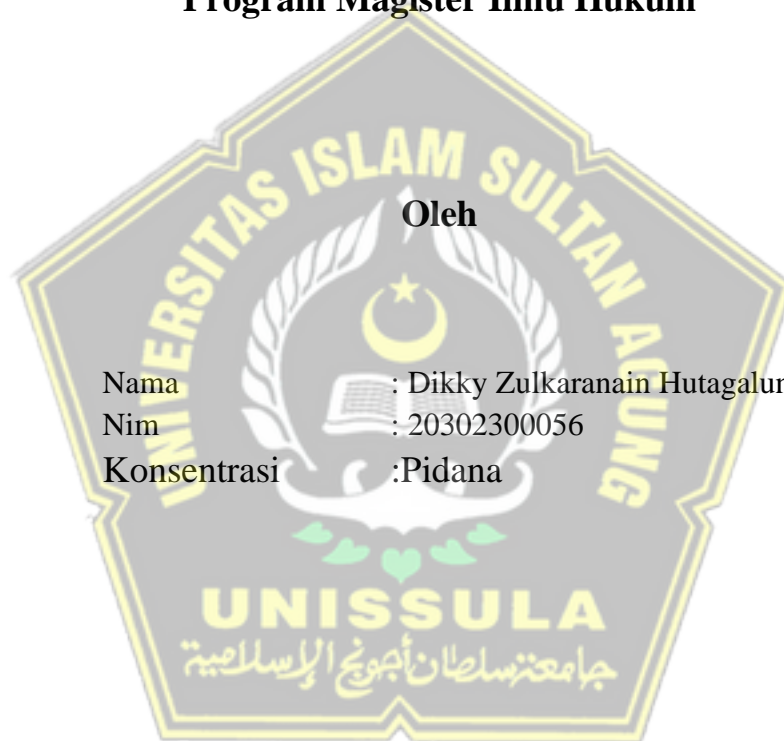 Program Magister Ilmu Hukum
UNIVERSITAS ISLAM SULTAN AGUNG
Oleh
Nama : Dikky Zulkaranain Hutagalun
Nim : 20302300056
Konsentrasi :Pidana
UNISSULA
جامعة سلطان أجونج الإسلامية